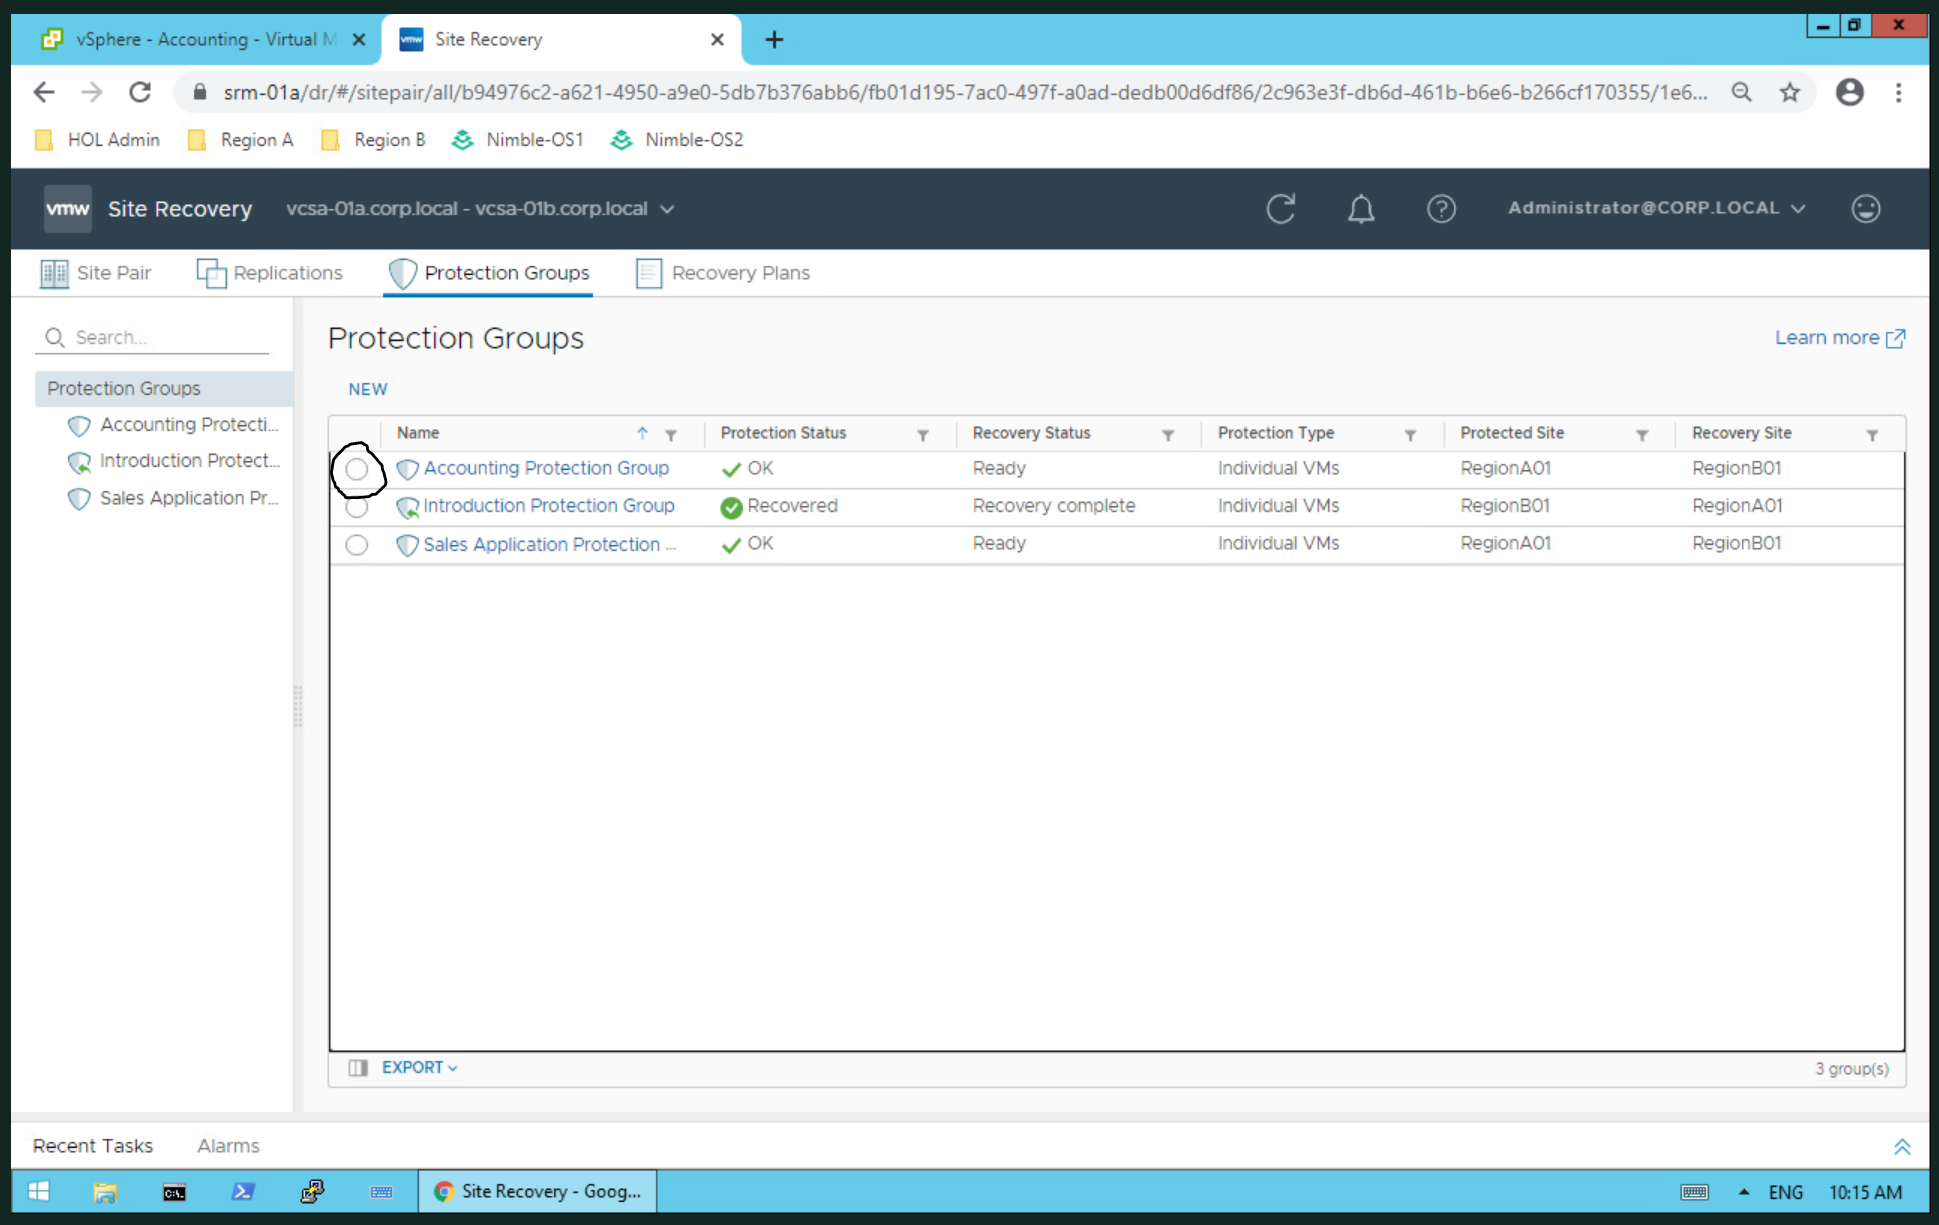 vSphere - Accounting - Virtual M
Site Recovery
srm-01a/dr/#/sitepair/all/b94976c2-a621-4950-a9e0-5db7b376abb6/fb01d195-7ac0-497f-a0ad-dedb00d6df86/2c963e3f-db6d-461b-b6e6-b266cf170355/1e6...
HOL Admin Region A Region B Nimble-OS1 Nimble-OS2
vmw Site Recovery vcsa-01a.corp.local - vcsa-01b.corp.local Administrator@CORP.LOCAL
Site Pair Replications Protection Groups Recovery Plans
Search...
Protection Groups
Accounting Protecti...
Introduction Protect...
Sales Application Pr...
Protection Groups Learn more
NEW
Name Protection Status Recovery Status Protection Type Protected Site Recovery Site
Accounting Protection Group OK Ready Individual VMs RegionA01 RegionB01
Introduction Protection Group Recovered Recovery complete Individual VMs RegionB01 RegionA01
Sales Application Protection ... OK Ready Individual VMs RegionA01 RegionB01
EXPORT 3 group(s)
Recent Tasks Alarms
Site Recovery - Goog... ENG 10:15 AM